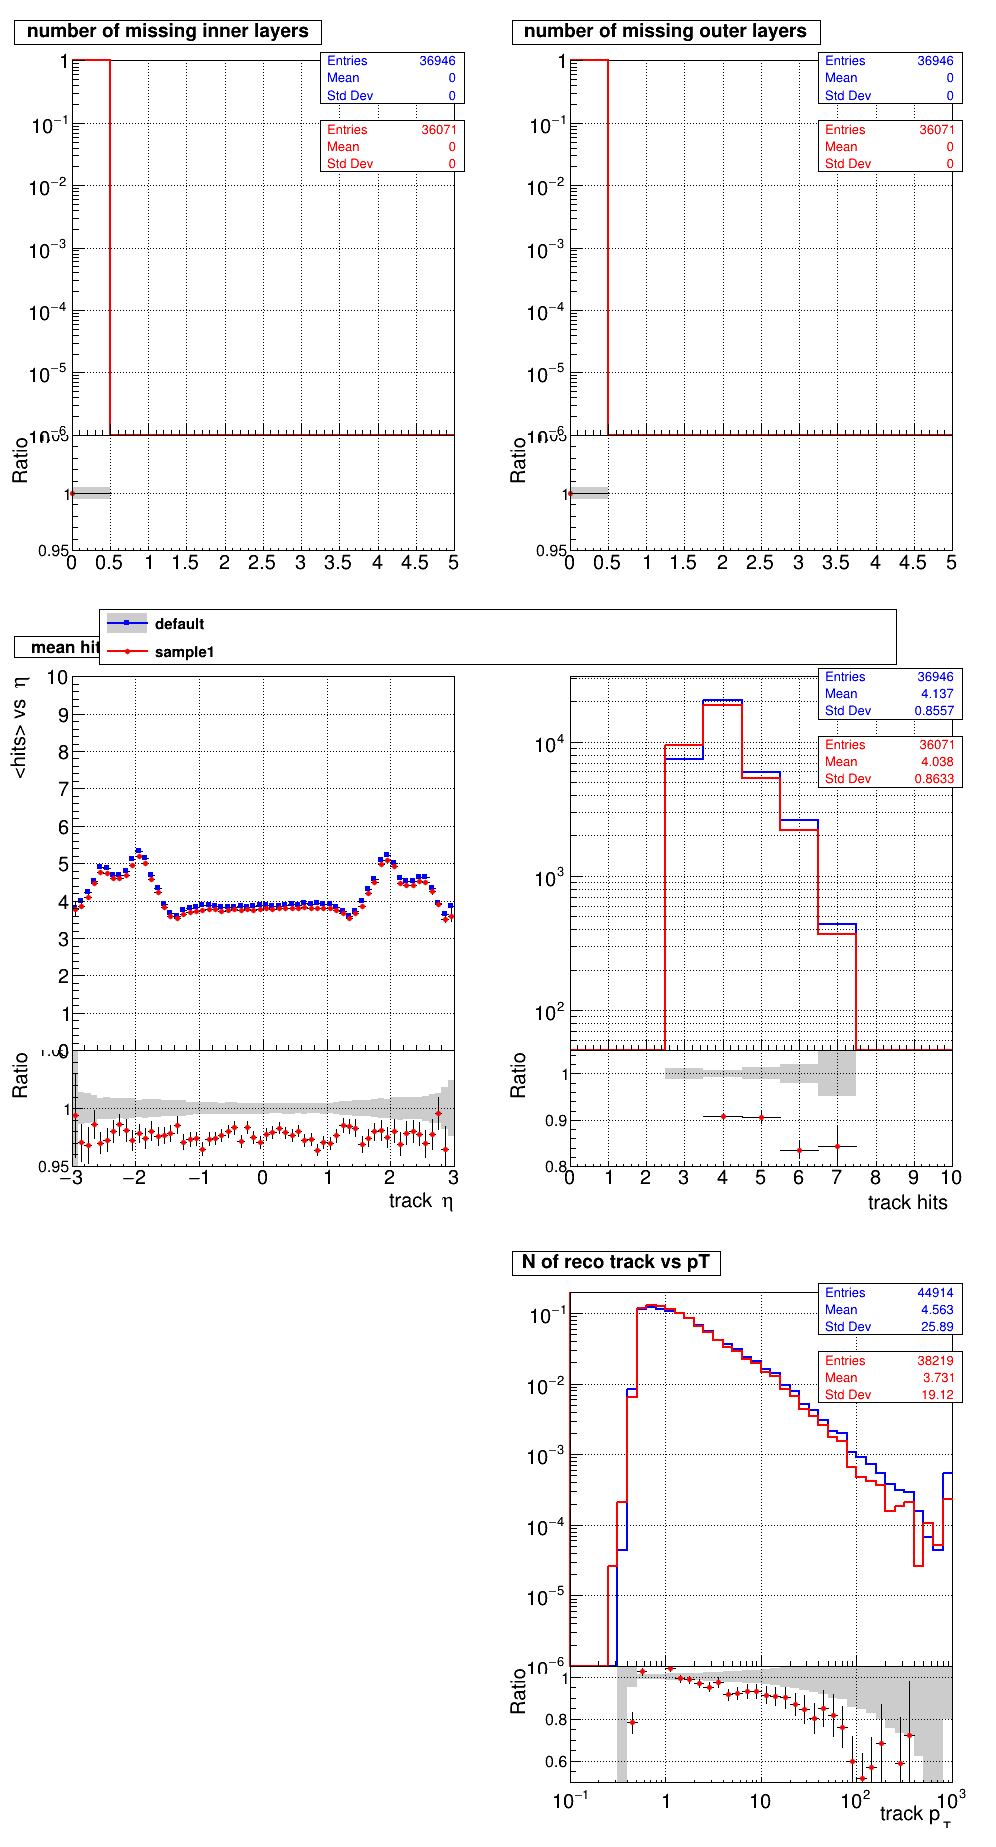 number of missing inner layers
Entries 36946
Mean 0
Std Dev 0
Entries 36071
Mean 0
Std Dev 0
1
10−1
10−2
10−3
10−4
10−5
10−6
Ratio
1
0.95
0 0.5 1 1.5 2 2.5 3 3.5 4 4.5 5
number of missing outer layers
Entries 36946
Mean 0
Std Dev 0
Entries 36071
Mean 0
Std Dev 0
1
10−1
10−2
10−3
10−4
10−5
10−6
Ratio
1
0.95
0 0.5 1 1.5 2 2.5 3 3.5 4 4.5 5
default
sample1
mean hit
<hits> vs η
10
9
8
7
6
5
4
3
2
1
0
Ratio
1
0.95
−3 −2 −1 0 1 2 3
track η
Entries 36946
Mean 4.137
Std Dev 0.8557
Entries 36071
Mean 4.038
Std Dev 0.8633
10^4
10^3
10^2
Ratio
1
0.9
0.8
0 1 2 3 4 5 6 7 8 9 10
track hits
N of reco track vs pT
Entries 44914
Mean 4.563
Std Dev 25.89
Entries 38219
Mean 3.731
Std Dev 19.12
10−1
10−2
10−3
10−4
10−5
10−6
Ratio
1
0.8
0.6
10−1 1 10 10^2 10^3
track p_T